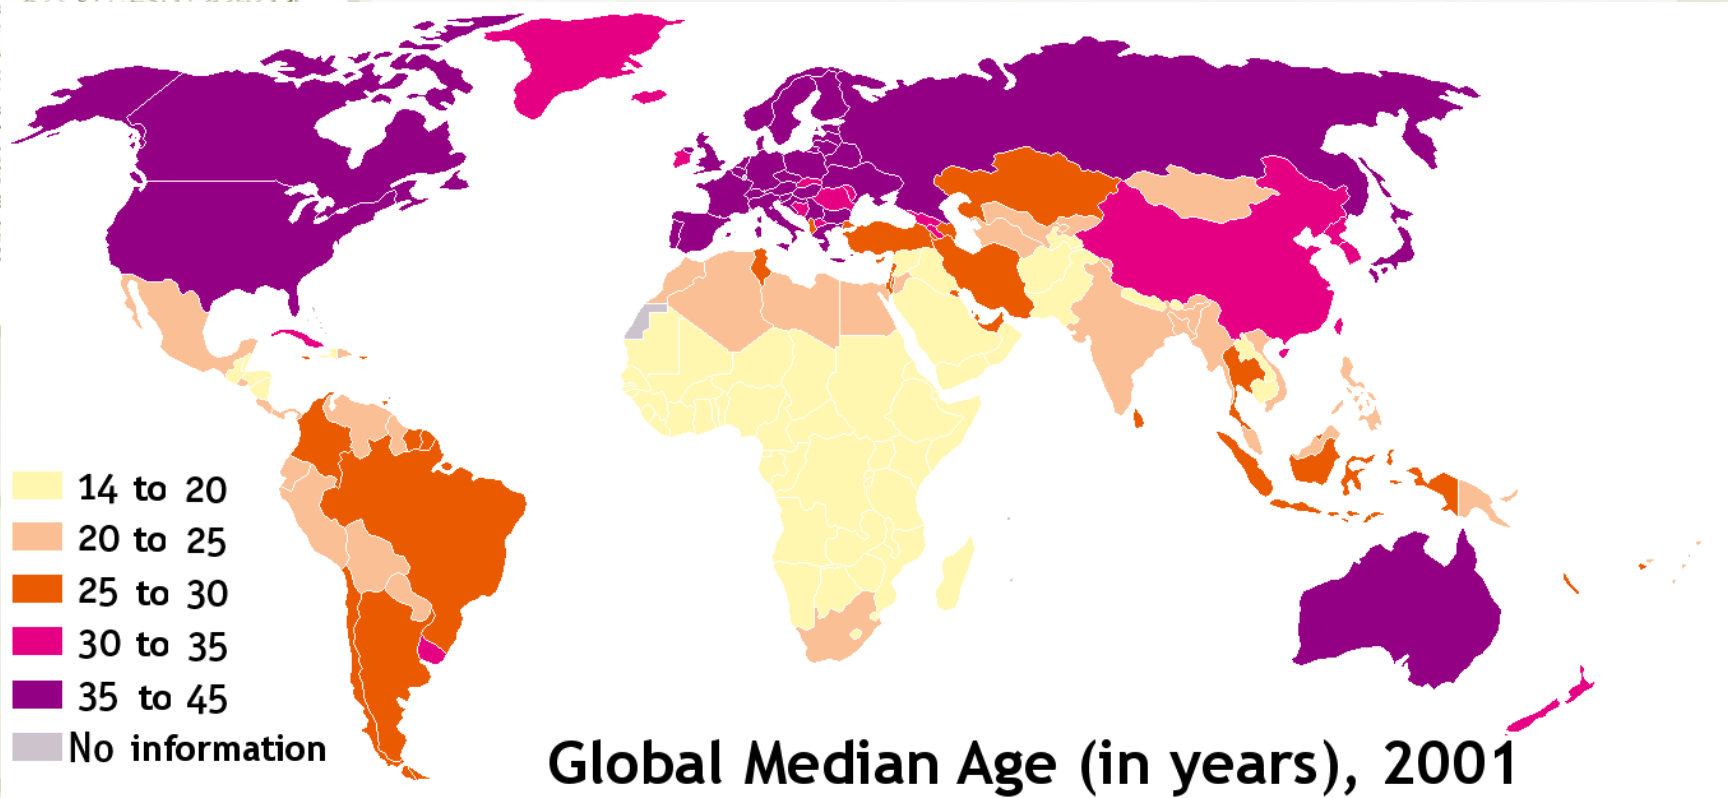 14 to 20
20 to 25
25 to 30
30 to 35
35 to 45
No information
Global Median Age (in years), 2001